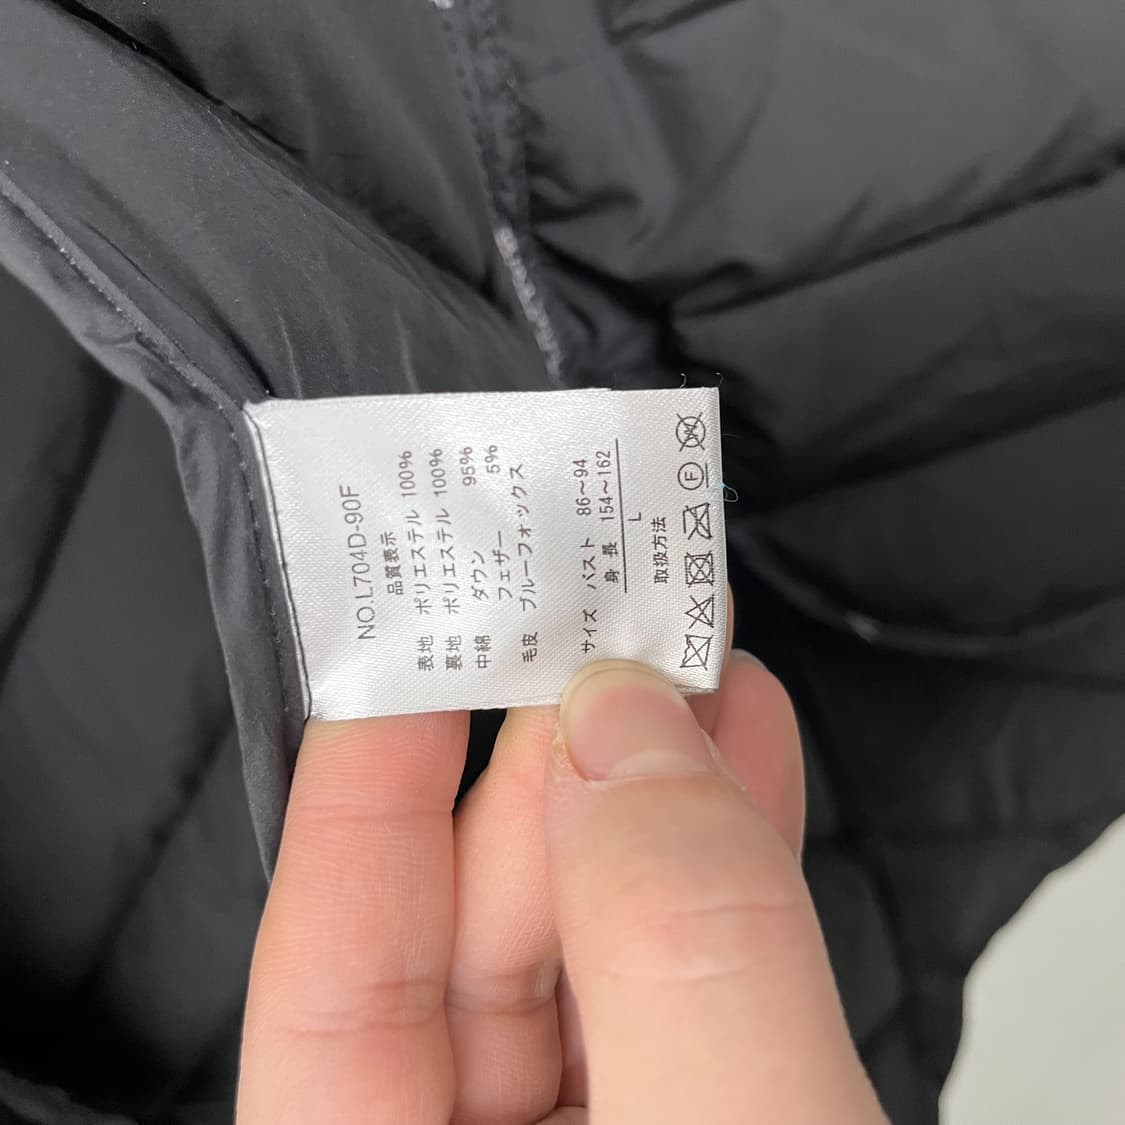 NO.L704D-90F
品質表示
表地 ポリエステル 100%
裏地 ポリエステル 100%
中綿 ダウン 95%
フェザー 5%
毛皮 ブルーフォックス
サイズ バスト 86～94
身長 154～162
L
取扱方法
F